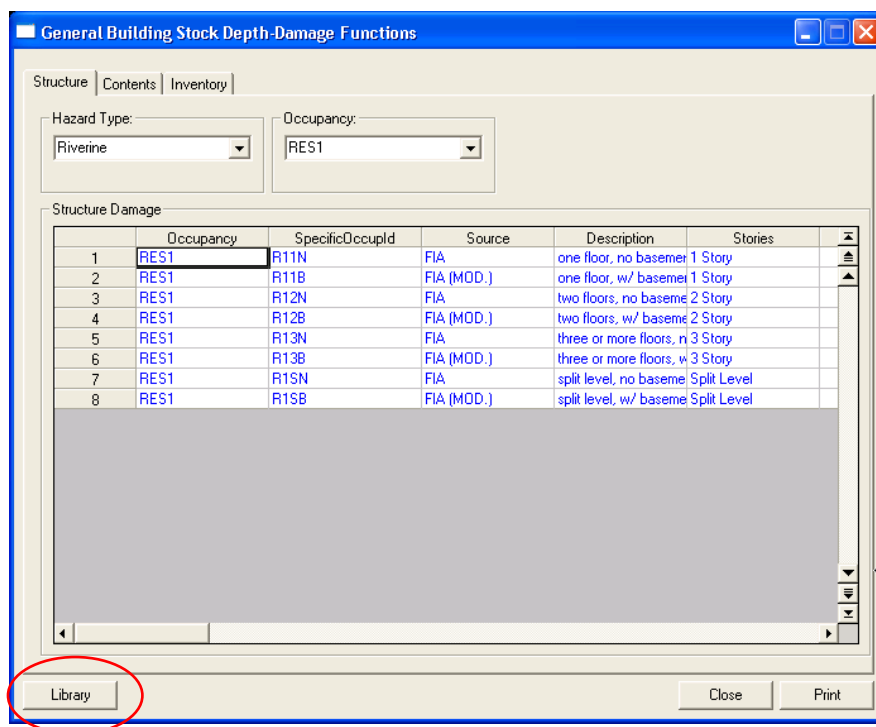 General Building Stock Depth-Damage Functions
Structure Contents Inventory
Hazard Type: Occupancy:
Riverine RES1
Structure Damage
Occupancy SpecificOccupId Source Description Stories
1 RES1 R11N FIA one floor, no basemer 1 Story
2 RES1 R11B FIA (MOD.) one floor, w/ basemer 1 Story
3 RES1 R12N FIA two floors, no baseme 2 Story
4 RES1 R12B FIA (MOD.) two floors, w/ baseme 2 Story
5 RES1 R13N FIA three or more floors, n 3 Story
6 RES1 R13B FIA (MOD.) three or more floors, w 3 Story
7 RES1 R1SN FIA split level, no baseme Split Level
8 RES1 R1SB FIA (MOD.) split level, w/ baseme Split Level
Library Close Print